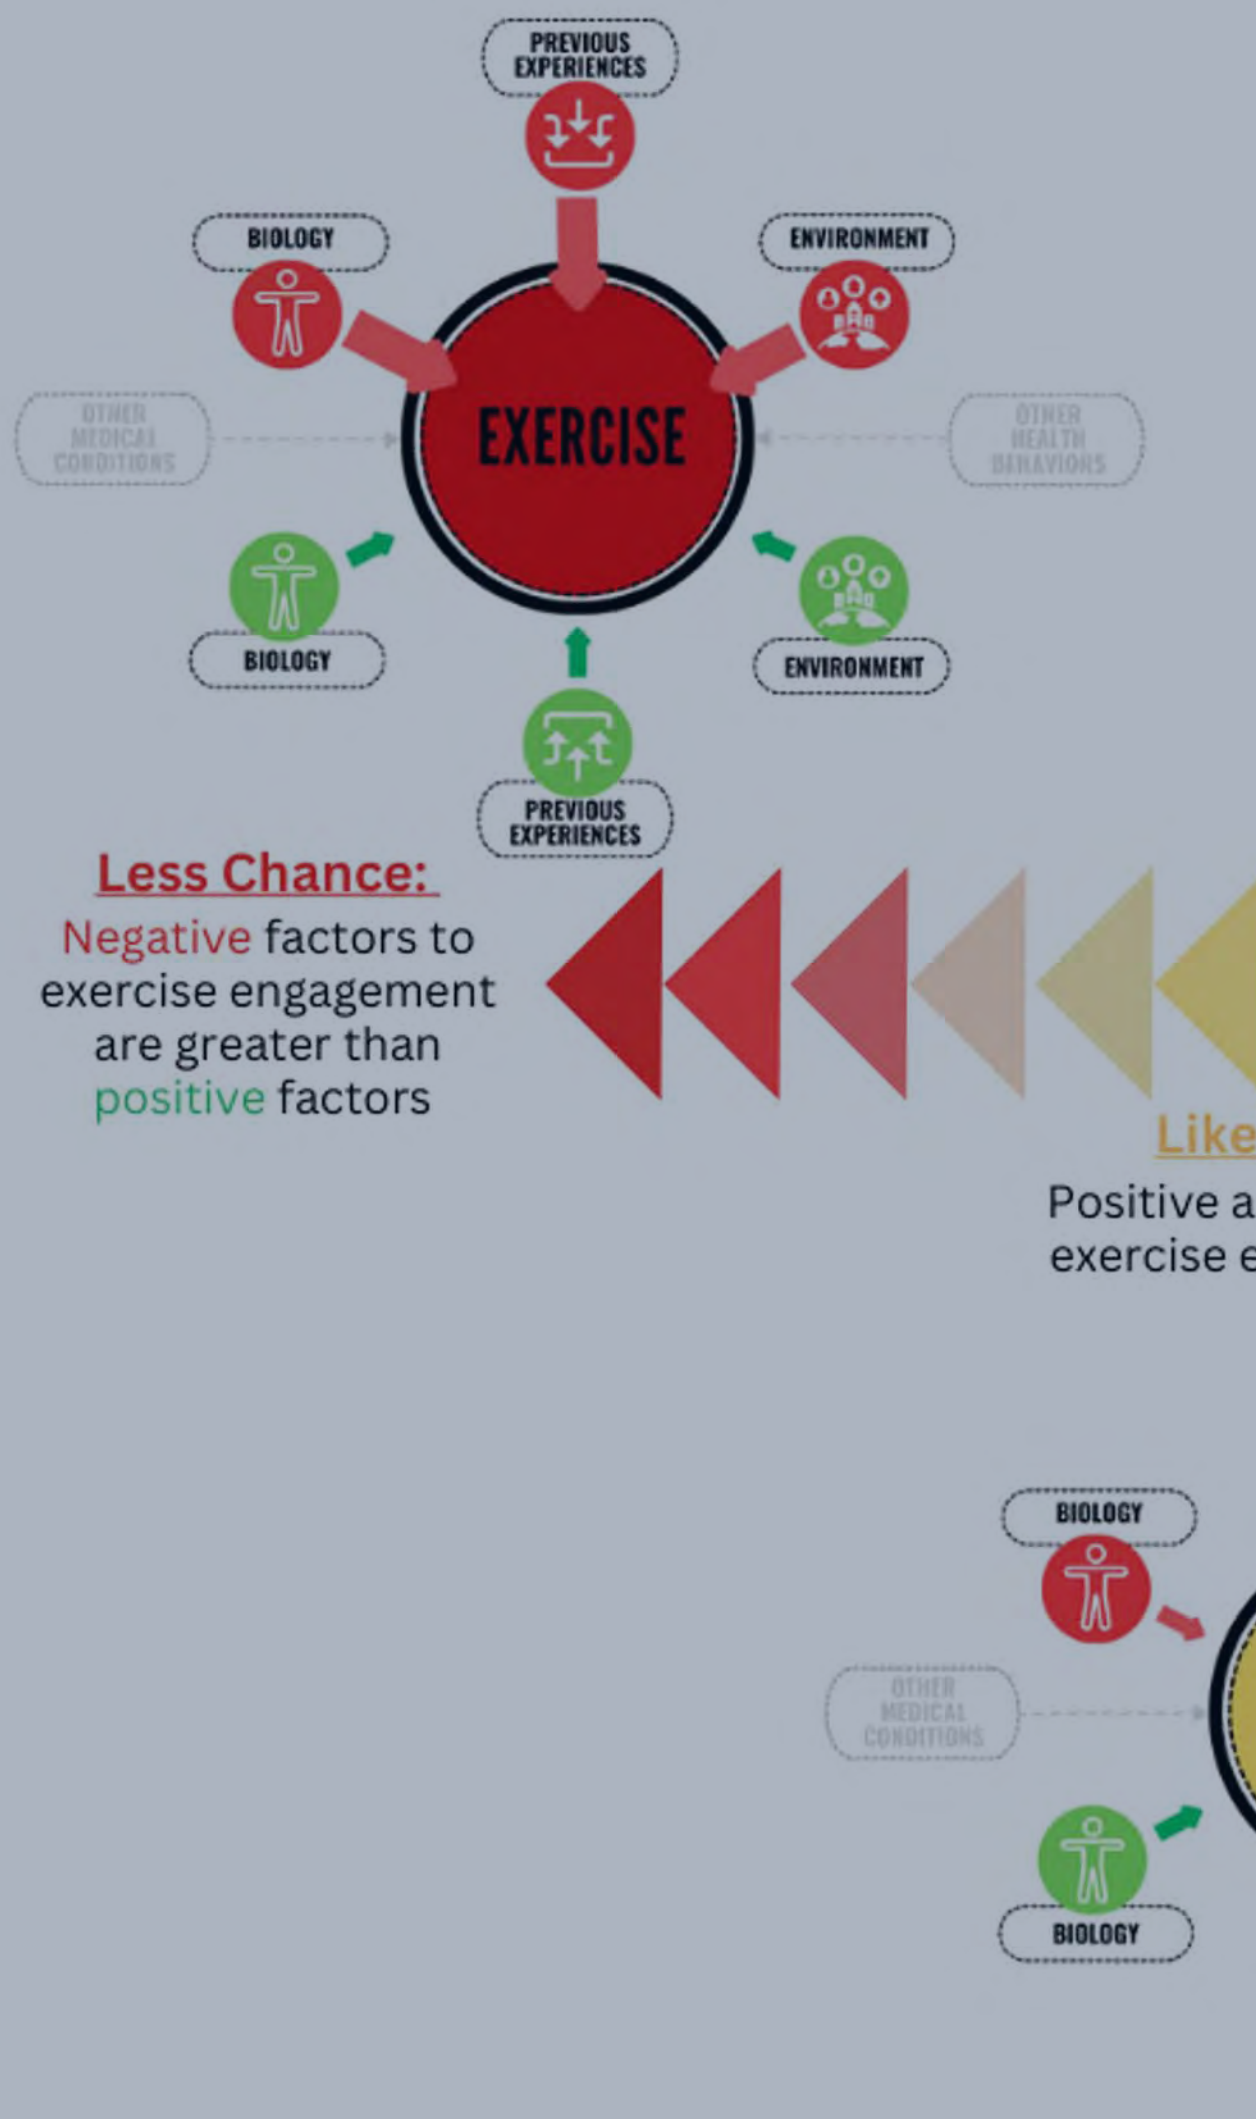 PREVIOUS
EXPERIENCES
BIOLOGY
ENVIRONMENT
OTHER
MEDICAL
CONDITIONS
EXERCISE
OTHER
HEALTH
BEHAVIORS
BIOLOGY
ENVIRONMENT
PREVIOUS
EXPERIENCES
Less Chance:
Negative factors to
exercise engagement
are greater than
positive factors
Like
Positive a
exercise e
BIOLOGY
OTHER
MEDICAL
CONDITIONS
BIOLOGY